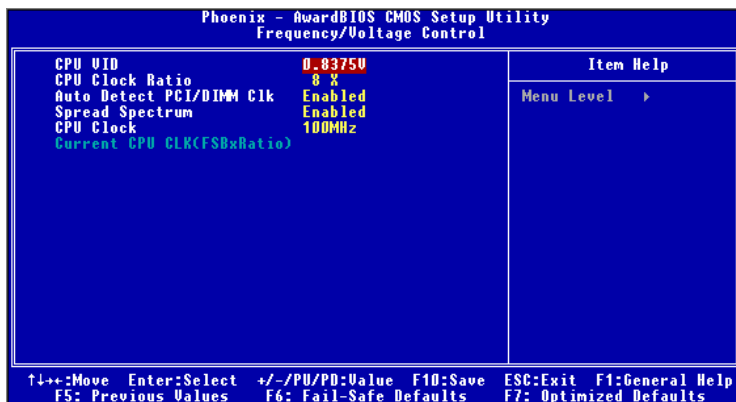 Phoenix - AwardBIOS CMOS Setup Utility
Frequency/Voltage Control
CPU VID 0.8375V
CPU Clock Ratio 8 X
Auto Detect PCI/DIMM Clk Enabled
Spread Spectrum Enabled
CPU Clock 100MHz
Current CPU CLK(FSBxRatio)
Item Help
Menu Level ▸
↑↓→←:Move Enter:Select +/-/PU/PD:Value F10:Save ESC:Exit F1:General Help
F5: Previous Values F6: Fail-Safe Defaults F7: Optimized Defaults